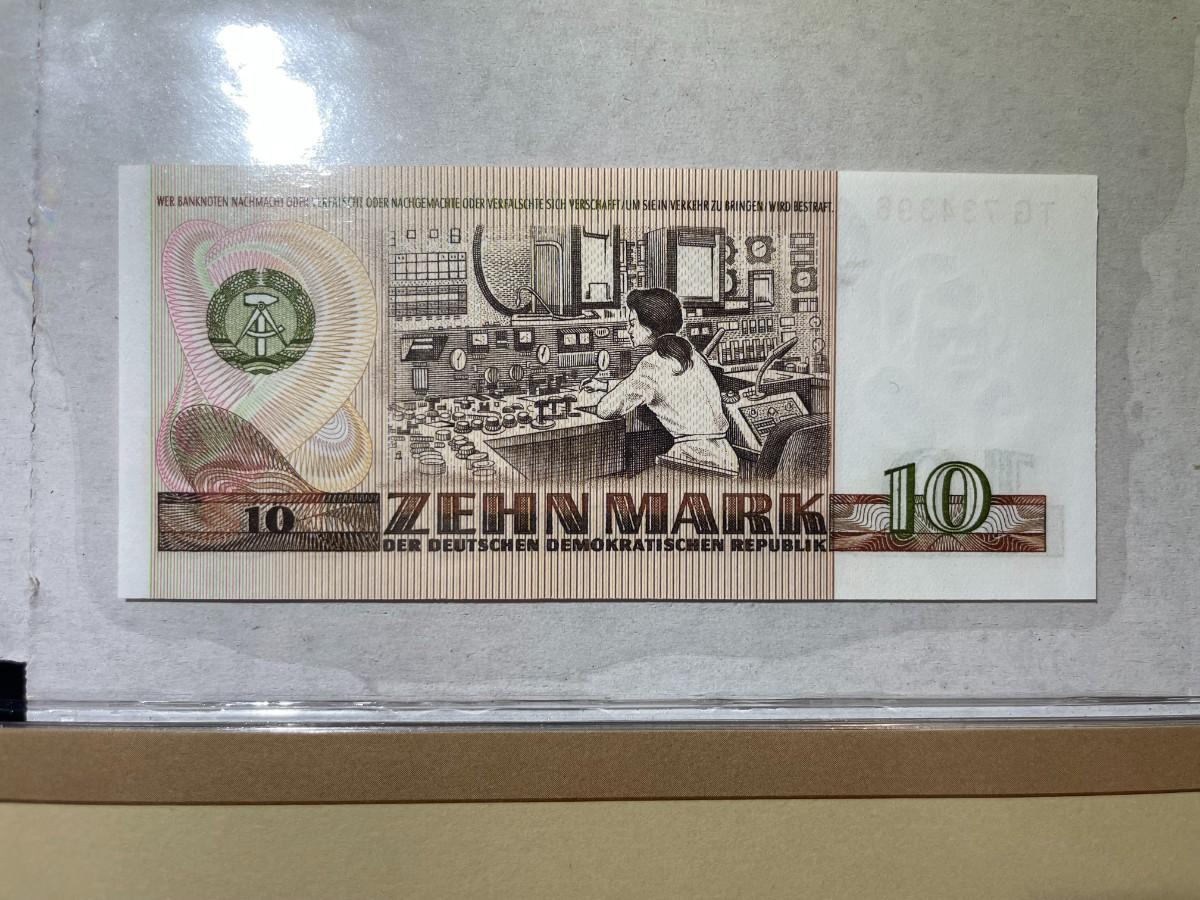 WER BANKNOTEN NACHMACHT ODER VERFÄLSCHT ODER NACHGEMACHTE ODER VERFÄLSCHTE SICH VERSCHAFFT/UM SIE IN VERKEHR ZU BRINGEN/WIRD BESTRAFT.
10
ZEHN MARK
DER DEUTSCHEN DEMOKRATISCHEN REPUBLIK
10